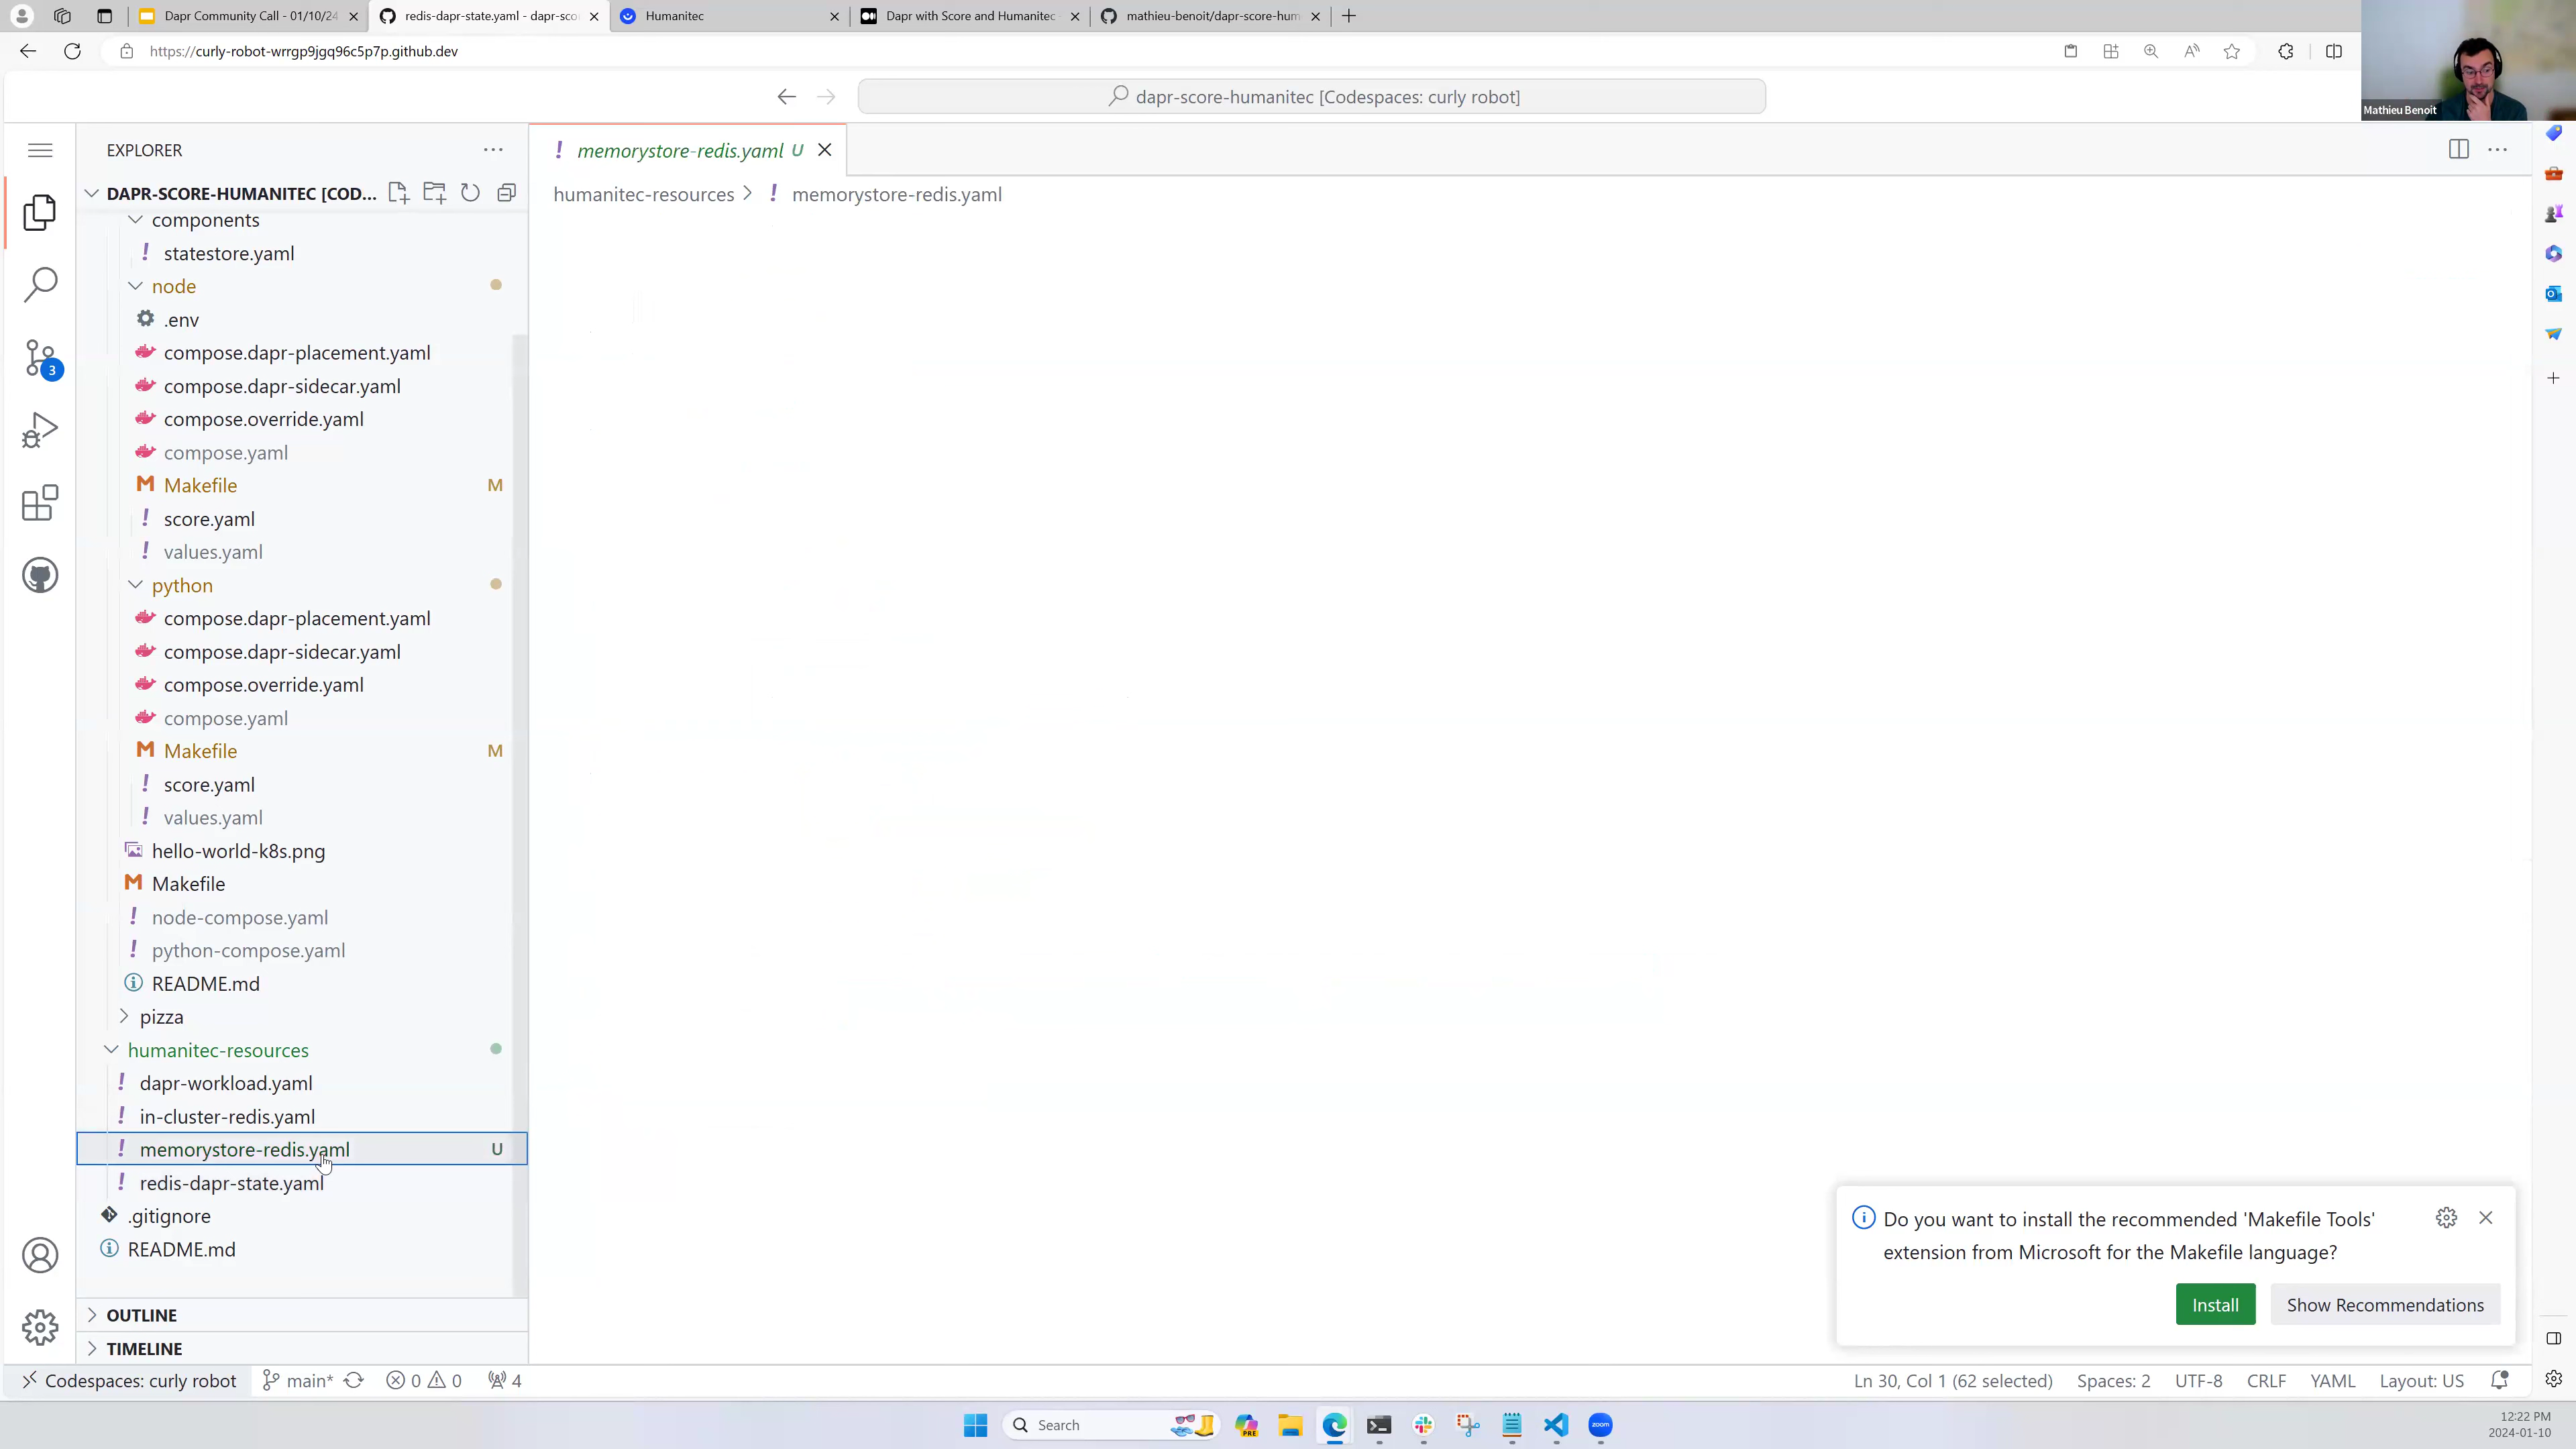 Dapr Community Call - 01/10/24
redis-dapr-state.yaml - dapr-sco
Humanitec
Dapr with Score and Humanitec -
mathieu-benoit/dapr-score-hum
https://curly-robot-wrrgp9jgq96c5p7p.github.dev
Mathieu Benoit
dapr-score-humanitec [Codespaces: curly robot]
EXPLORER
memorystore-redis.yaml U
DAPR-SCORE-HUMANITEC [COD...
humanitec-resources > memorystore-redis.yaml
components
statestore.yaml
node
.env
compose.dapr-placement.yaml
3
compose.dapr-sidecar.yaml
compose.override.yaml
compose.yaml
Makefile M
score.yaml
values.yaml
python
compose.dapr-placement.yaml
compose.dapr-sidecar.yaml
compose.override.yaml
compose.yaml
Makefile M
score.yaml
values.yaml
hello-world-k8s.png
Makefile
node-compose.yaml
python-compose.yaml
README.md
pizza
humanitec-resources
dapr-workload.yaml
in-cluster-redis.yaml
memorystore-redis.yaml U
redis-dapr-state.yaml
.gitignore
README.md
Do you want to install the recommended 'Makefile Tools'
extension from Microsoft for the Makefile language?
Install
Show Recommendations
OUTLINE
TIMELINE
Codespaces: curly robot main* 0 0 4
Ln 30, Col 1 (62 selected) Spaces: 2 UTF-8 CRLF YAML Layout: US
Search
PRE
zoom
12:22 PM
2024-01-10